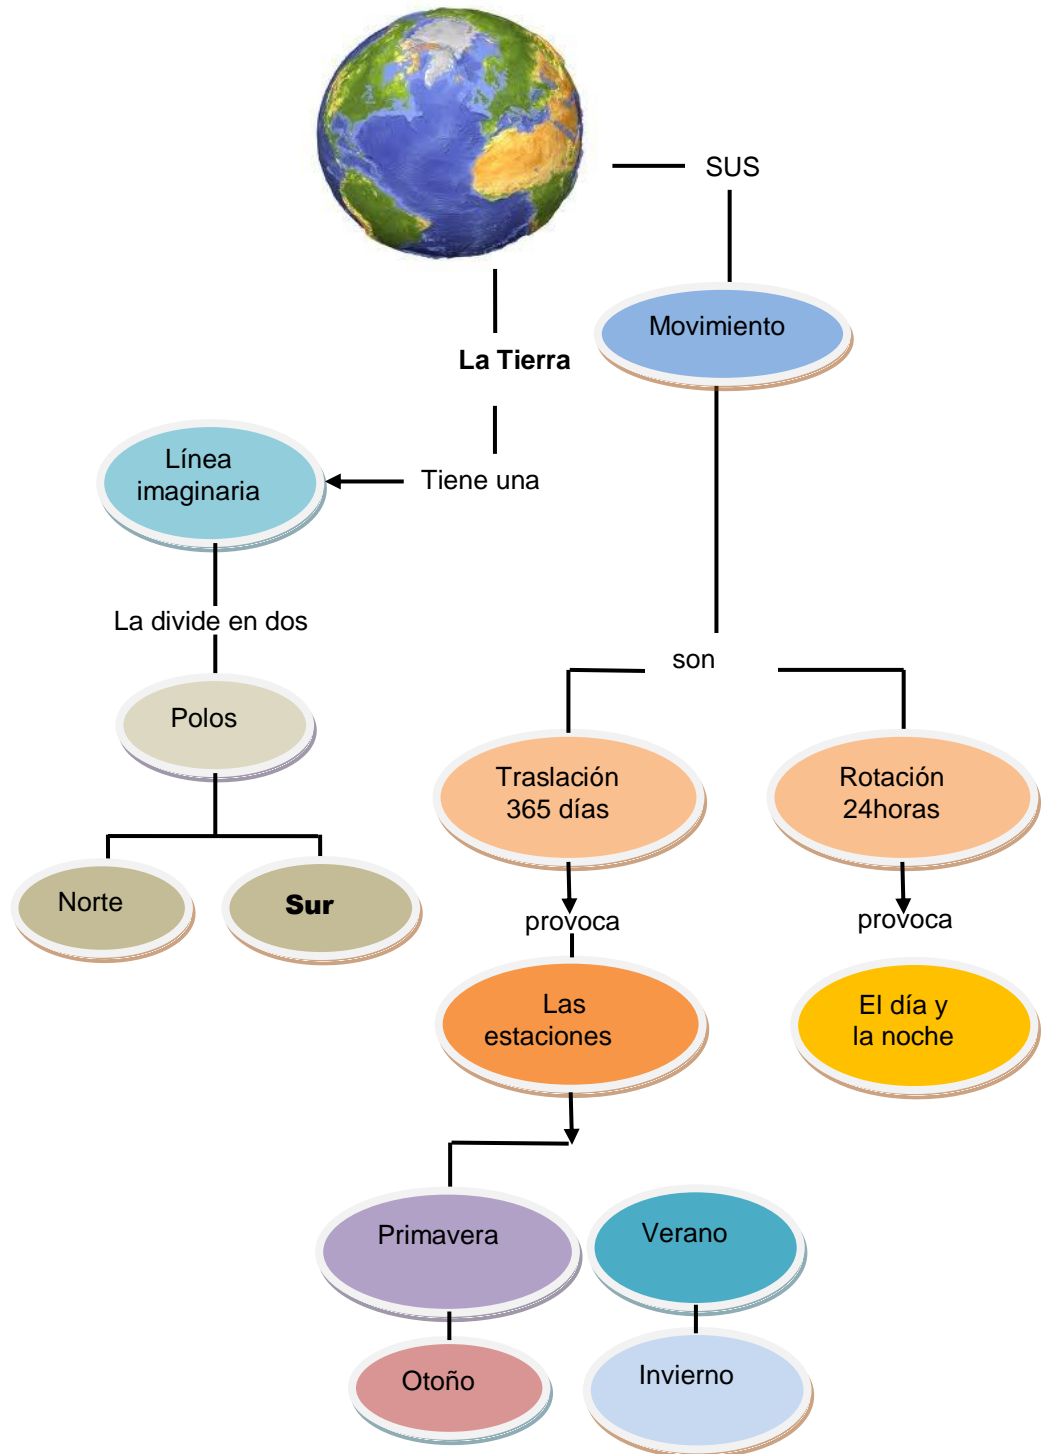 SUS
Movimiento
La Tierra
Línea
imaginaria
Tiene una
La divide en dos
son
Polos
Traslación
365 días
Rotación
24horas
Norte
Sur
provoca
provoca
Las
estaciones
El día y
la noche
Primavera
Verano
Otoño
Invierno